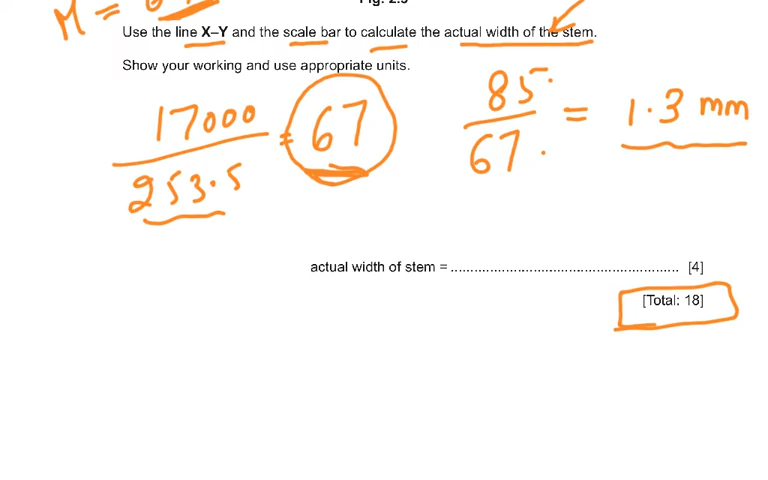 M =
Use the line X–Y and the scale bar to calculate the actual width of the stem.
Show your working and use appropriate units.
17000 / 253.5 = 67
85 / 67 = 1.3 mm
actual width of stem = ............................................................ [4]
[Total: 18]